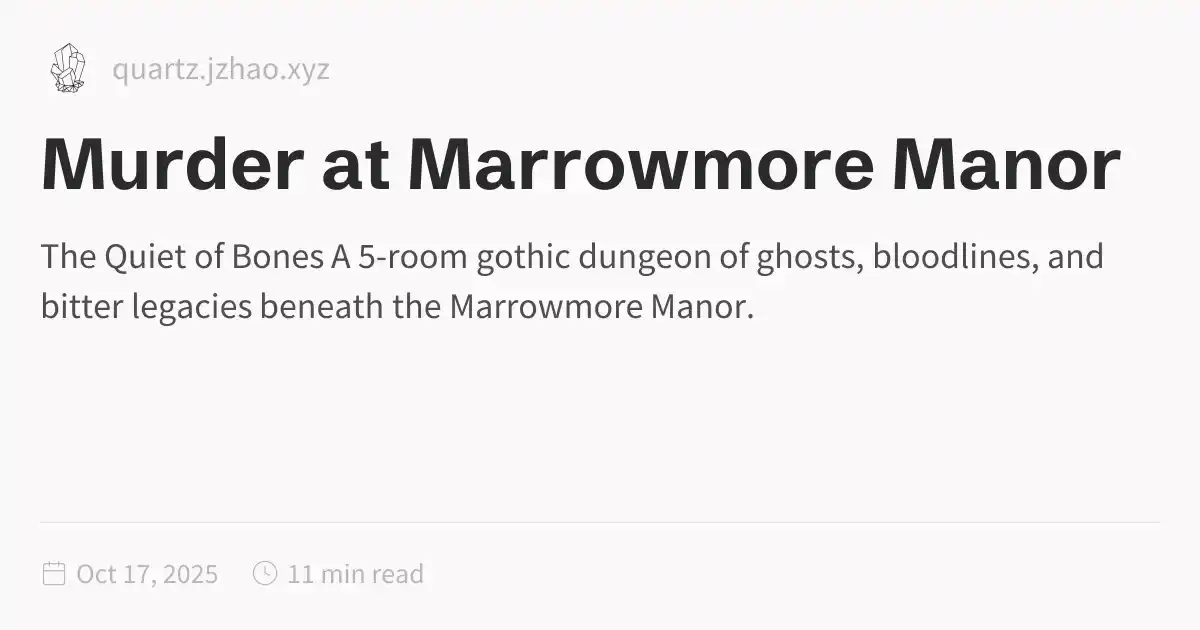 quartz.jzhao.xyz
Murder at Marrowmore Manor
The Quiet of Bones A 5-room gothic dungeon of ghosts, bloodlines, and
bitter legacies beneath the Marrowmore Manor.
Oct 17, 2025 11 min read